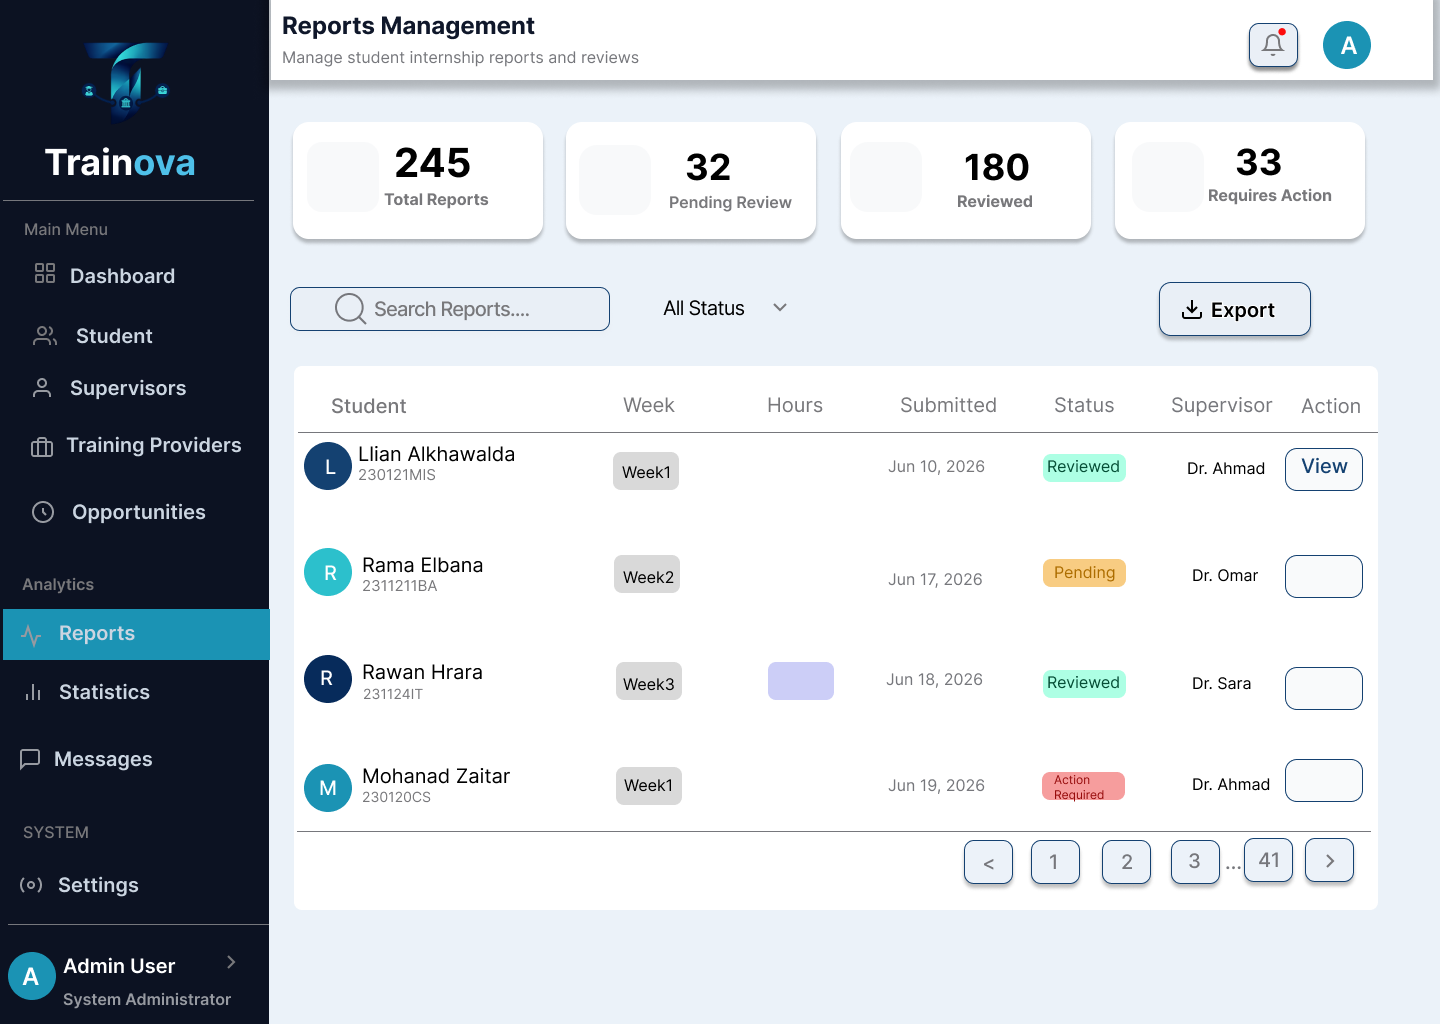 Trainova
Main Menu
Dashboard
Student
Supervisors
Training Providers
Opportunities
Analytics
Reports
Statistics
Messages
SYSTEM
Settings
A
Admin User
System Administrator
Reports Management
Manage student internship reports and reviews
A
245
Total Reports
32
Pending Review
180
Reviewed
33
Requires Action
Search Reports....
All Status
Export
Student Week Hours Submitted Status Supervisor Action
L Llian Alkhawalda
230121MIS
Week1
Jun 10, 2026
Reviewed
Dr. Ahmad
View
R Rama Elbana
2311211BA
Week2
Jun 17, 2026
Pending
Dr. Omar
R Rawan Hrara
231124IT
Week3
Jun 18, 2026
Reviewed
Dr. Sara
M Mohanad Zaitar
230120CS
Week1
Jun 19, 2026
Action
Required
Dr. Ahmad
< 1 2 3 ... 41 >